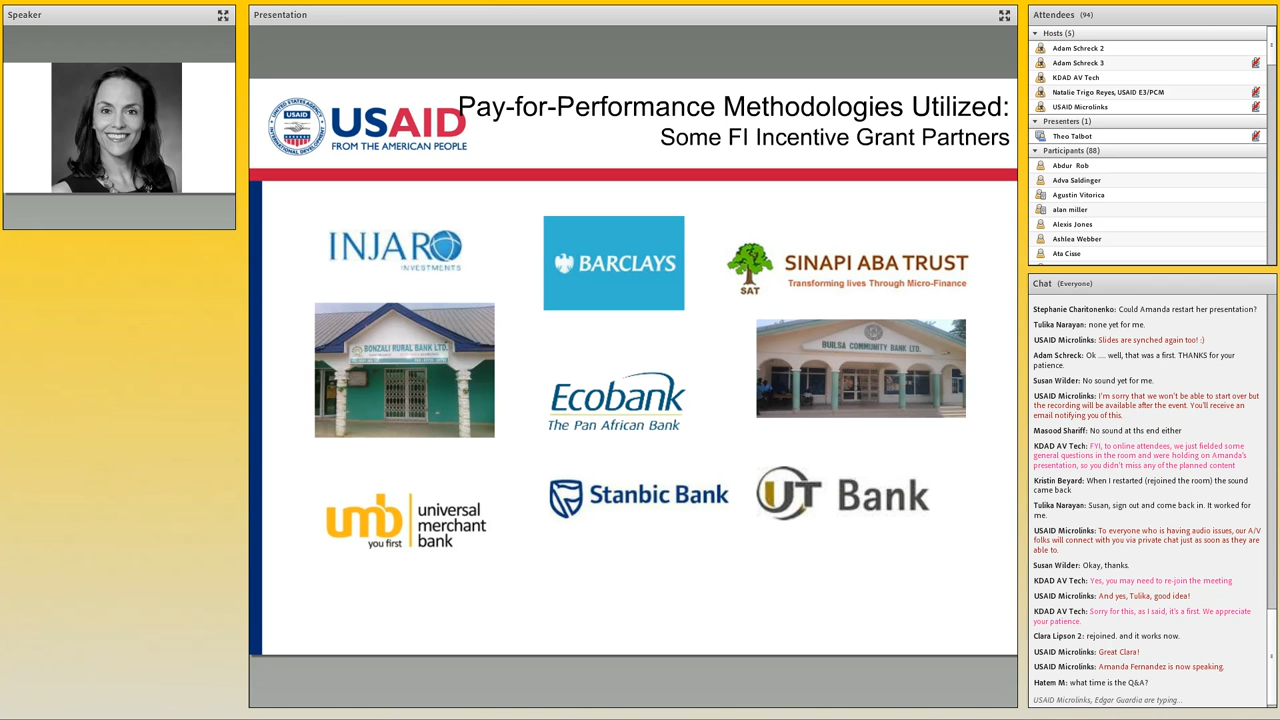 Speaker
Presentation
USAID
USAID
FROM THE AMERICAN PEOPLE
Pay-for-Performance Methodologies Utilized:
Some FI Incentive Grant Partners
INJARO
INVESTMENTS
BARCLAYS
SAT
SINAPI ABA TRUST
Transforming lives Through Micro-Finance
BONZALI RURAL BANK LTD.
BUILSA COMMUNITY BANK LTD.
Ecobank
The Pan African Bank
umb
you first
universal
merchant
bank
Stanbic Bank
UT Bank
Attendees (94)
Hosts (5)
Adam Schreck 2
Adam Schreck 3
KDAD AV Tech
Natalie Trigo Reyes, USAID E3/PCM
USAID Microlinks
Presenters (1)
Theo Talbot
Participants (88)
Abdur Rob
Adva Saldinger
Agustin Vitorica
alan miller
Alexis Jones
Ashlea Webber
Ata Cisse
Chat (Everyone)
Stephanie Charitonenko: Could Amanda restart her presentation?
Tulika Narayan: none yet for me.
USAID Microlinks: Slides are synched again too! :)
Adam Schreck: Ok .... well, that was a first. THANKS for your
patience.
Susan Wilder: No sound yet for me.
USAID Microlinks: I'm sorry that we won't be able to start over but
the recording will be available after the event. You'll receive an
email notifying you of this.
Masood Shariff: No sound at ths end either
KDAD AV Tech: FYI, to online attendees, we just fielded some
general questions in the room and were holding on Amanda's
presentation, so you didn't miss any of the planned content
Kristin Beyard: When I restarted (rejoined the room) the sound
came back
Tulika Narayan: Susan, sign out and come back in. It worked for
me.
USAID Microlinks: To everyone who is having audio issues, our A/V
folks will connect with you via private chat just as soon as they are
able to.
Susan Wilder: Okay, thanks.
KDAD AV Tech: Yes, you may need to re-join the meeting
USAID Microlinks: And yes, Tulika, good idea!
KDAD AV Tech: Sorry for this, as I said, it's a first. We appreciate
your patience.
Clara Lipson 2: rejoined. and it works now.
USAID Microlinks: Great Clara!
USAID Microlinks: Amanda Fernandez is now speaking.
Hatem M: what time is the Q&A?
USAID Microlinks, Edgar Guardia are typing...